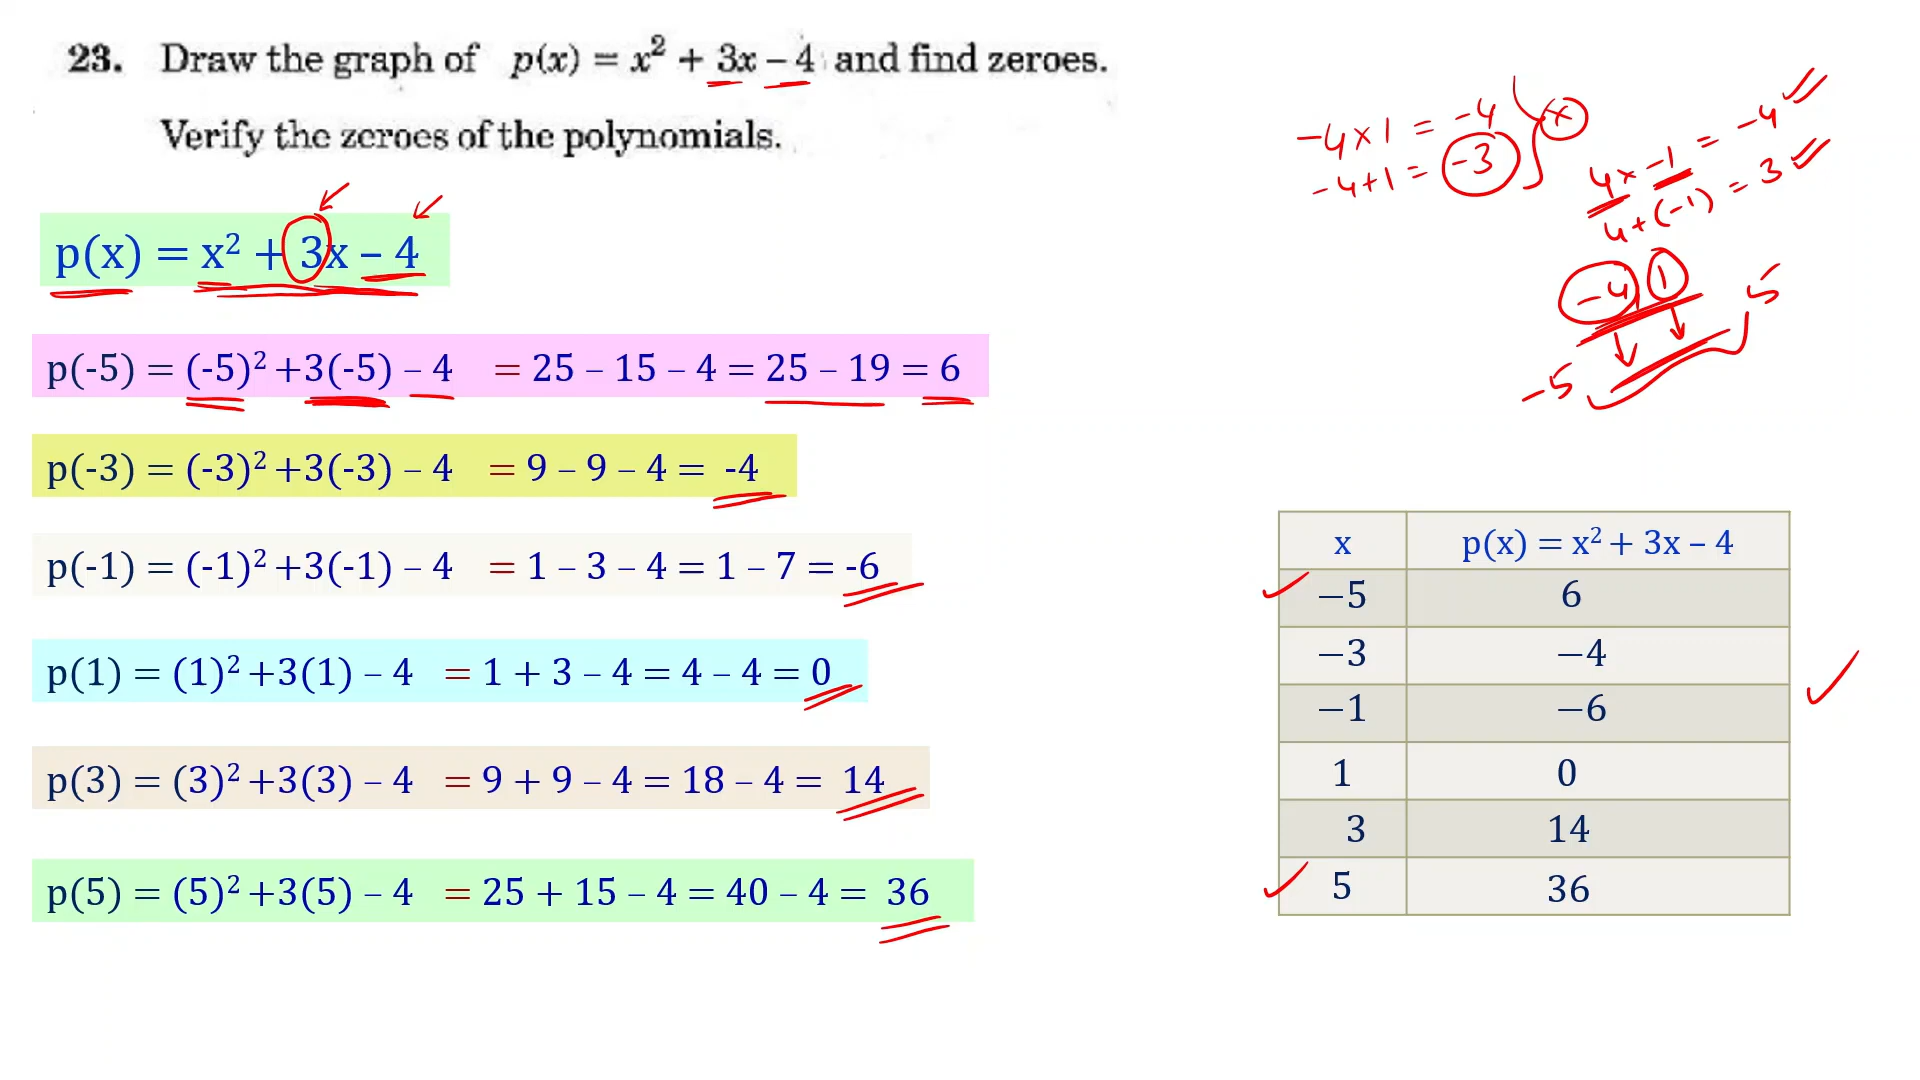 23. Draw the graph of p(x) = x² + 3x – 4 and find zeroes.
Verify the zeroes of the polynomials.
p(x) = x² + 3x – 4
p(-5) = (-5)² +3(-5) – 4 = 25 – 15 – 4 = 25 – 19 = 6
p(-3) = (-3)² +3(-3) – 4 = 9 – 9 – 4 = -4
p(-1) = (-1)² +3(-1) – 4 = 1 – 3 – 4 = 1 – 7 = -6
p(1) = (1)² +3(1) – 4 = 1 + 3 – 4 = 4 – 4 = 0
p(3) = (3)² +3(3) – 4 = 9 + 9 – 4 = 18 – 4 = 14
p(5) = (5)² +3(5) – 4 = 25 + 15 – 4 = 40 – 4 = 36
-4 x 1 = -4
-4+1 = -3
x
4 x -1 = -4
4+(-1) = 3
-4, 1
-5 5
x p(x) = x² + 3x – 4
−5 6
−3 −4
−1 −6
1 0
3 14
5 36